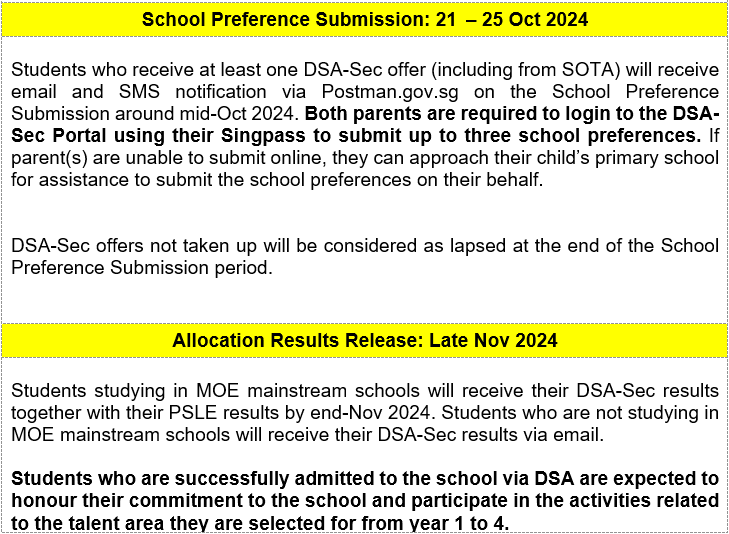 School Preference Submission: 21 – 25 Oct 2024
Students who receive at least one DSA-Sec offer (including from SOTA) will receive
email and SMS notification via Postman.gov.sg on the School Preference
Submission around mid-Oct 2024. Both parents are required to login to the DSA-
Sec Portal using their Singpass to submit up to three school preferences. If
parent(s) are unable to submit online, they can approach their child’s primary school
for assistance to submit the school preferences on their behalf.
DSA-Sec offers not taken up will be considered as lapsed at the end of the School
Preference Submission period.
Allocation Results Release: Late Nov 2024
Students studying in MOE mainstream schools will receive their DSA-Sec results
together with their PSLE results by end-Nov 2024. Students who are not studying in
MOE mainstream schools will receive their DSA-Sec results via email.
Students who are successfully admitted to the school via DSA are expected to
honour their commitment to the school and participate in the activities related
to the talent area they are selected for from year 1 to 4.